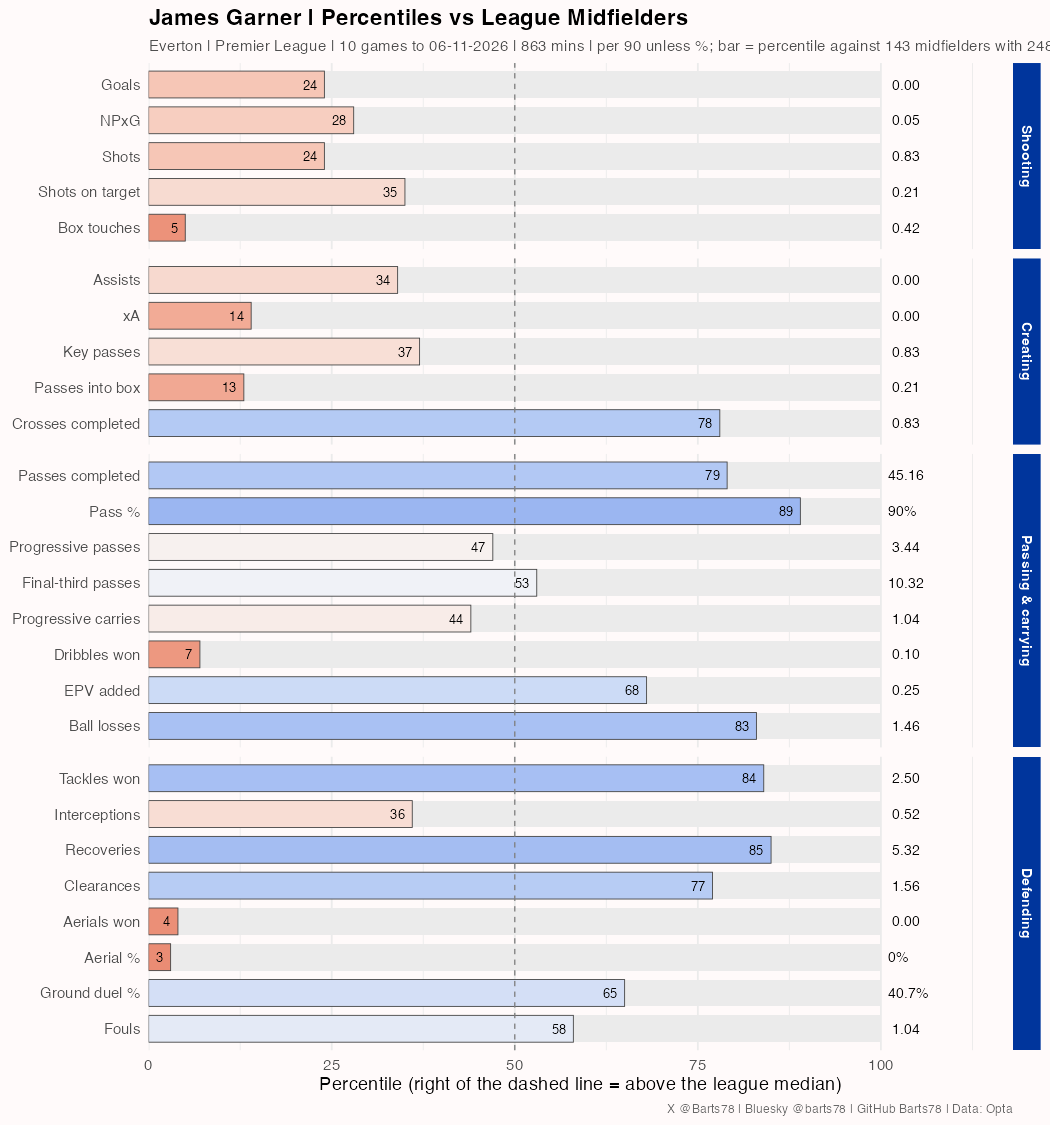 James Garner | Percentiles vs League Midfielders
Everton | Premier League | 10 games to 06-11-2026 | 863 mins | per 90 unless %; bar = percentile against 143 midfielders with 248
Goals 24 0.00
NPxG 28 0.05
Shots 24 0.83
Shots on target 35 0.21
Box touches 5 0.42
Shooting
Assists 34 0.00
xA 14 0.00
Key passes 37 0.83
Passes into box 13 0.21
Crosses completed 78 0.83
Creating
Passes completed 79 45.16
Pass % 89 90%
Progressive passes 47 3.44
Final-third passes 53 10.32
Progressive carries 44 1.04
Dribbles won 7 0.10
EPV added 68 0.25
Ball losses 83 1.46
Passing & carrying
Tackles won 84 2.50
Interceptions 36 0.52
Recoveries 85 5.32
Clearances 77 1.56
Aerials won 4 0.00
Aerial % 3 0%
Ground duel % 65 40.7%
Fouls 58 1.04
Defending
0 25 50 75 100
Percentile (right of the dashed line = above the league median)
X @Barts78 | Bluesky @barts78 | GitHub Barts78 | Data: Opta